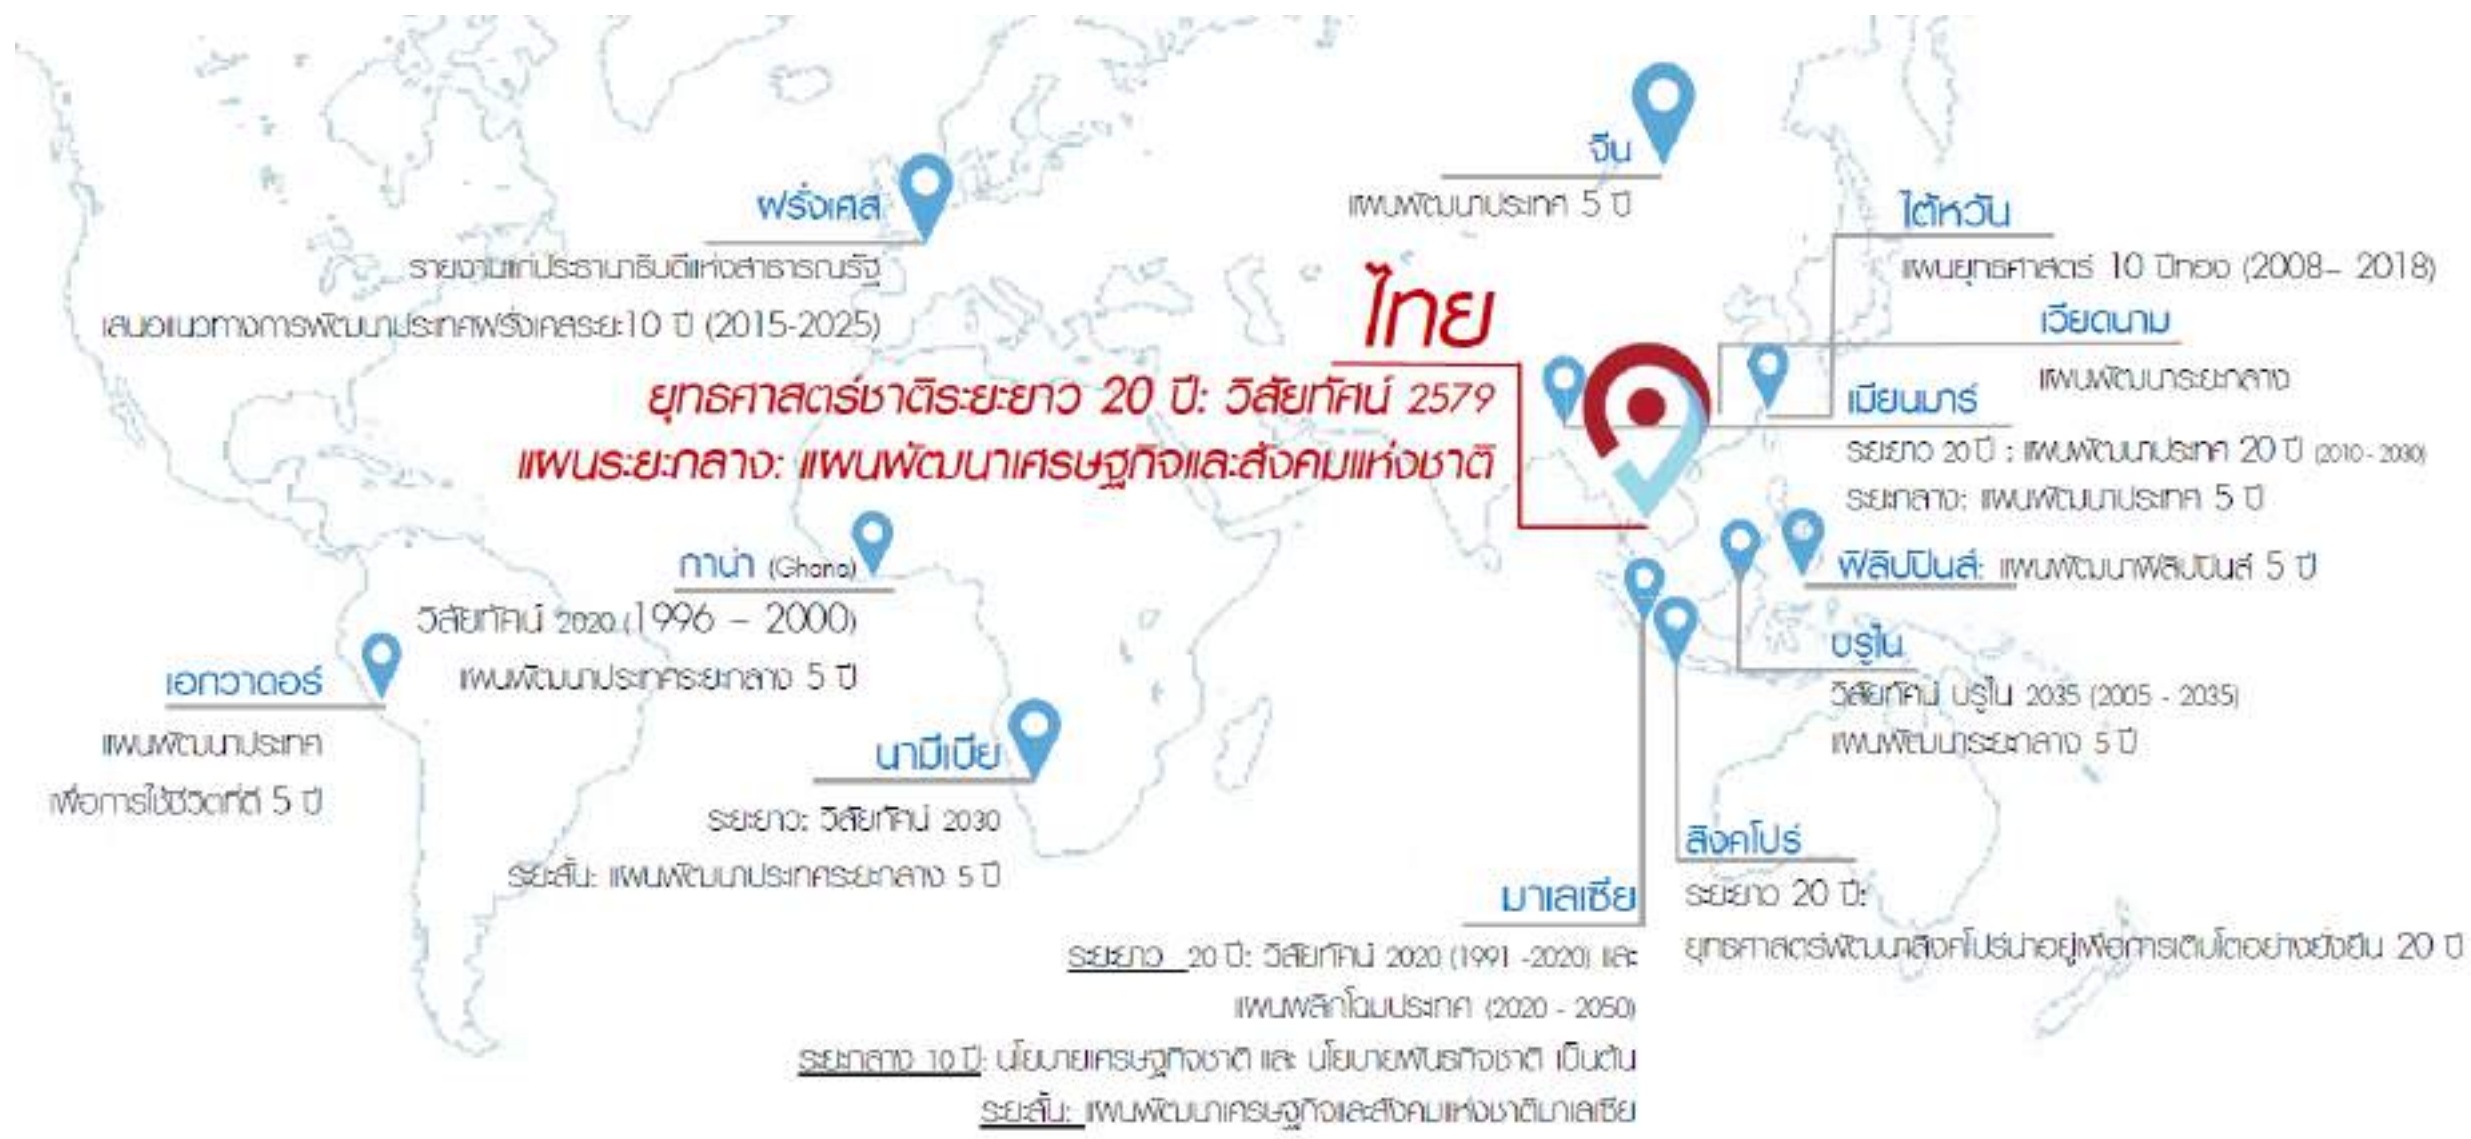 จีน
แผนพัฒนาประเทศ 5 ปี
ฝรั่งเศส
รายงานแก่ประธานาธิบดีแห่งสาธารณรัฐ
เสนอแนวทางการพัฒนาประเทศฝรั่งเศสระยะ10 ปี (2015-2025)
ไต้หวัน
แผนยุทธศาสตร์ 10 ปีทอง (2008– 2018)
เวียดนาม
แผนพัฒนาระยะกลาง
ไทย
ยุทธศาสตร์ชาติระยะยาว 20 ปี: วิสัยทัศน์ 2579
แผนระยะกลาง: แผนพัฒนาเศรษฐกิจและสังคมแห่งชาติ
เมียนมาร์
ระยะยาว 20 ปี : แผนพัฒนาประเทศ 20 ปี (2010 - 2030)
ระยะกลาง: แผนพัฒนาประเทศ 5 ปี
ฟิลิปปินส์: แผนพัฒนาฟิลิปปินส์ 5 ปี
กาน่า (Ghana)
วิสัยทัศน์ 2020 (1996 – 2000)
แผนพัฒนาประเทศระยะกลาง 5 ปี
เอกวาดอร์
แผนพัฒนาประเทศ
เพื่อการใช้ชีวิตที่ดี 5 ปี
บรูไน
วิสัยทัศน์ บรูไน 2035 (2005 - 2035)
แผนพัฒนาระยะกลาง 5 ปี
นามีเบีย
ระยะยาว: วิสัยทัศน์ 2030
ระยะสั้น: แผนพัฒนาประเทศระยะกลาง 5 ปี
สิงคโปร์
ระยะยาว 20 ปี:
ยุทธศาสตร์พัฒนาสิงคโปร์น่าอยู่เพื่อการเติบโตอย่างยั่งยืน 20 ปี
มาเลเซีย
ระยะยาว 20 ปี: วิสัยทัศน์ 2020 (1991 -2020) และ
แผนพลิกโฉมประเทศ (2020 - 2050)
ระยะกลาง 10 ปี: นโยบายเศรษฐกิจชาติ และ นโยบายพันธกิจชาติ เป็นต้น
ระยะสั้น: แผนพัฒนาเศรษฐกิจและสังคมแห่งชาติมาเลเซีย